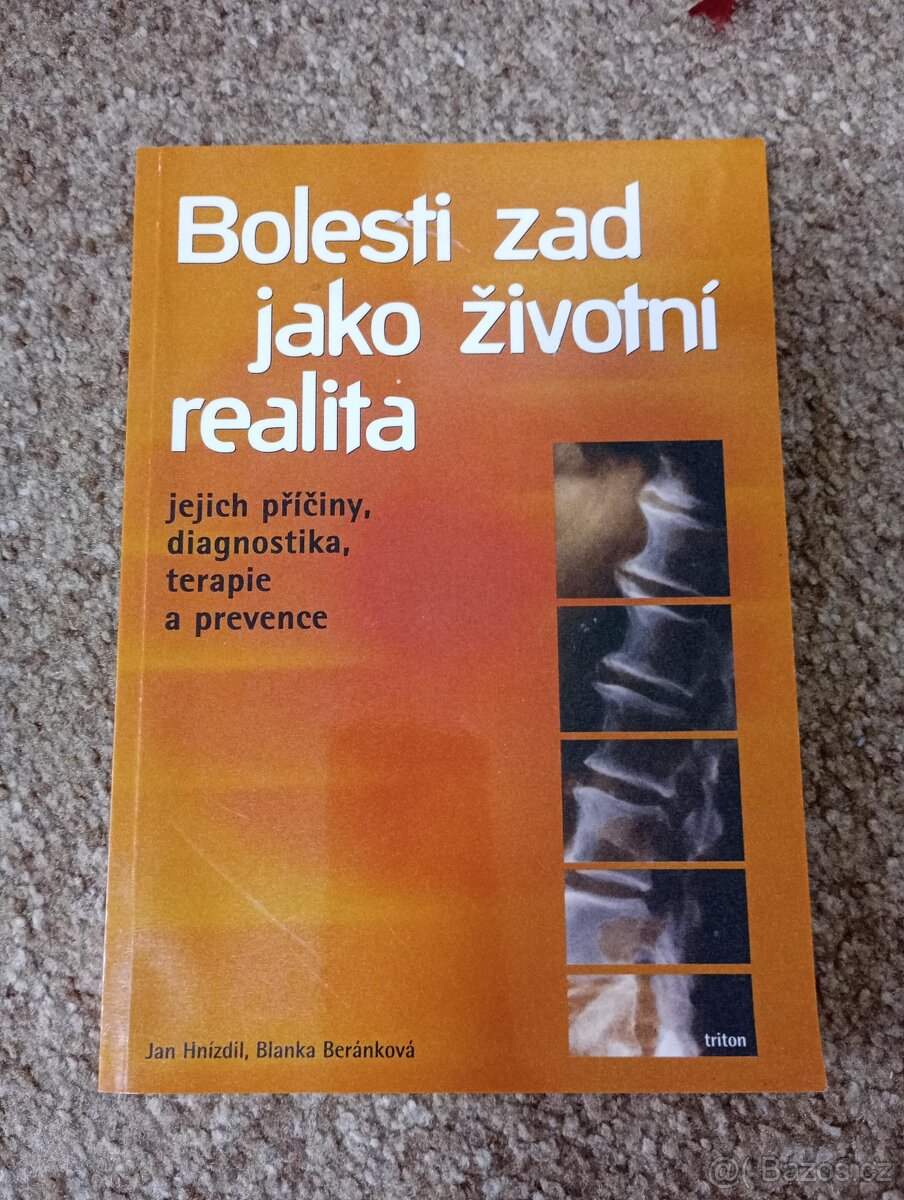 Bolesti zad
jako životní
realita
jejich příčiny,
diagnostika,
terapie
a prevence
Jan Hnízdil, Blanka Beránková
triton
@ Bazos.cz